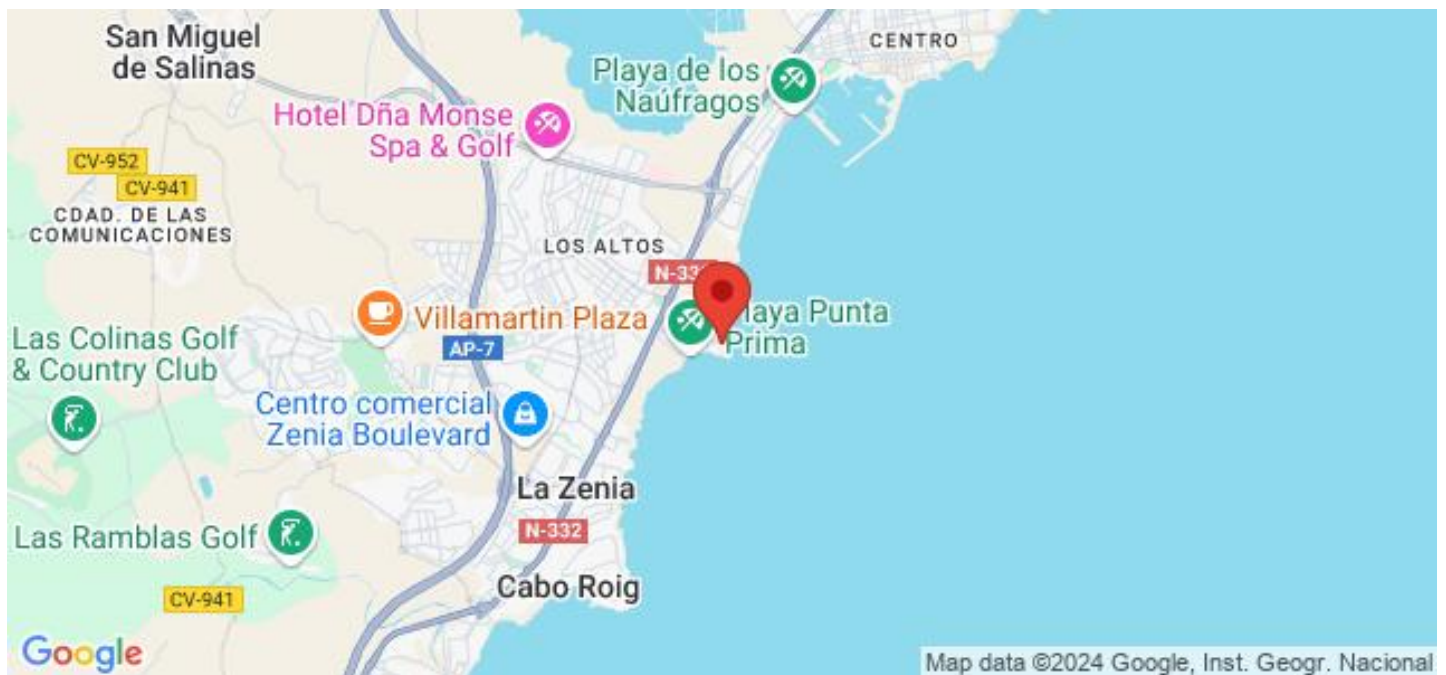 San Miguel
de Salinas
CENTRO
Playa de los
Naúfragos
Hotel Dña Monse
Spa & Golf
CV-952
CV-941
CDAD. DE LAS
COMUNICACIONES
LOS ALTOS
Villamartin Plaza
Punta
Prima
AP-7
Las Colinas Golf
& Country Club
Centro comercial
Zenia Boulevard
La Zenia
N-332
Las Ramblas Golf
Cabo Roig
CV-941
Google
Map data ©2024 Google, Inst. Geogr. Nacional